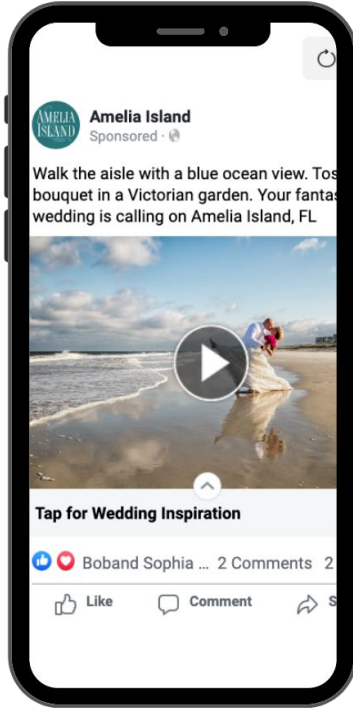 AMELIA
ISLAND
Amelia Island
Sponsored ·
Walk the aisle with a blue ocean view. Tos
bouquet in a Victorian garden. Your fantas
wedding is calling on Amelia Island, FL
Tap for Wedding Inspiration
Boband Sophia ... 2 Comments 2
Like Comment S